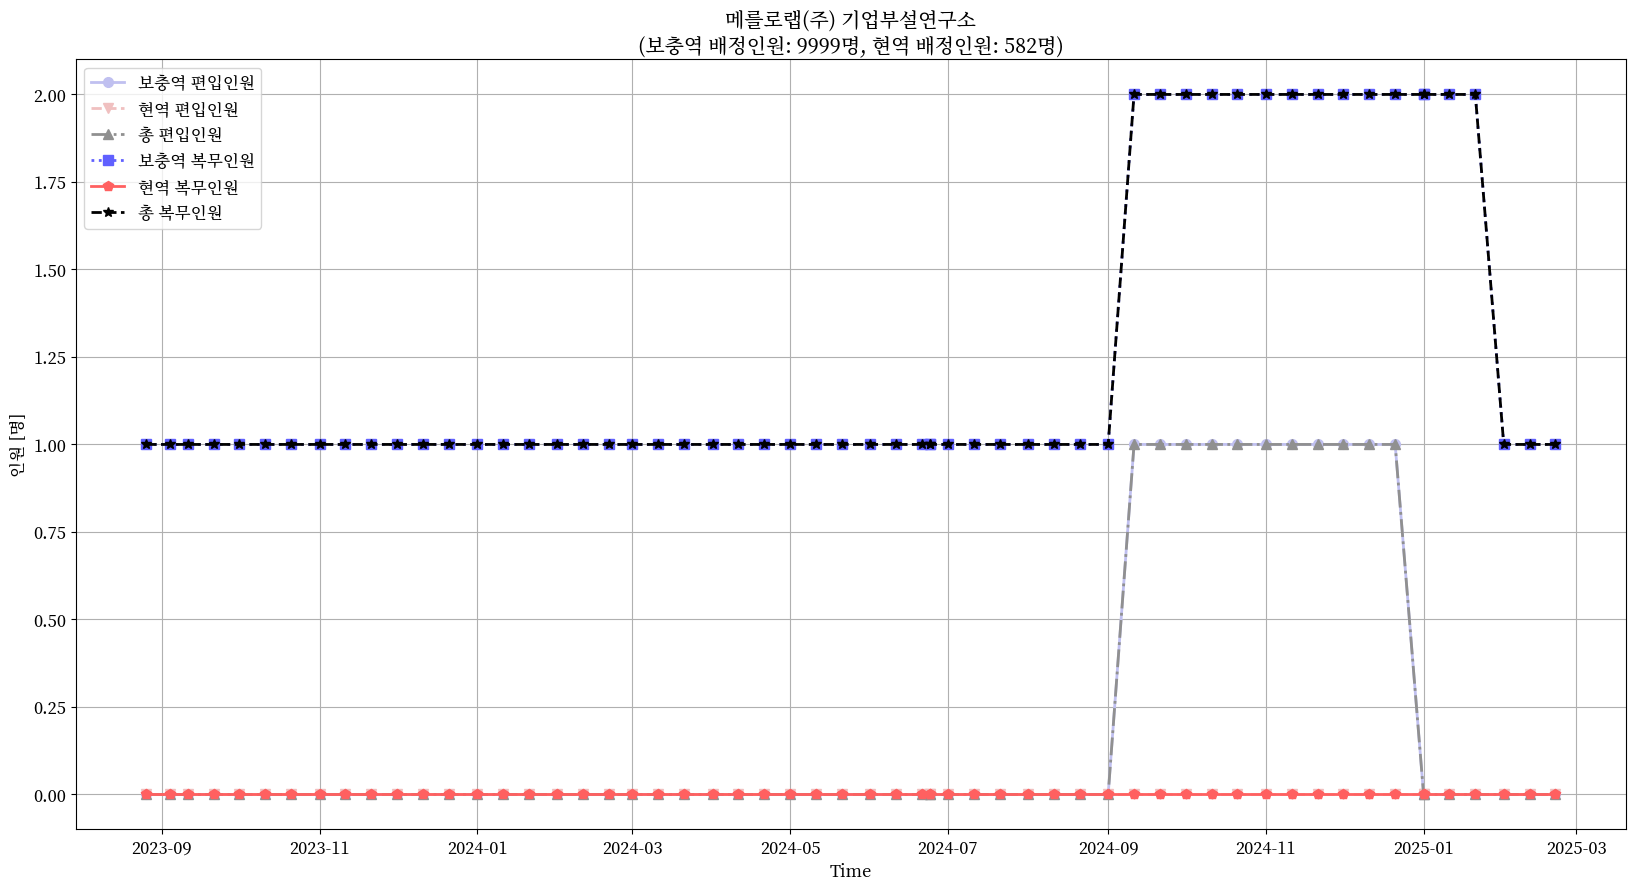 메를로랩(주) 기업부설연구소
(보충역 배정인원: 9999명, 현역 배정인원: 582명)
보충역 편입인원
현역 편입인원
총 편입인원
보충역 복무인원
현역 복무인원
총 복무인원
2.00
1.75
1.50
1.25
1.00
0.75
0.50
0.25
0.00
인원 [명]
2023-09
2023-11
2024-01
2024-03
2024-05
2024-07
2024-09
2024-11
2025-01
2025-03
Time